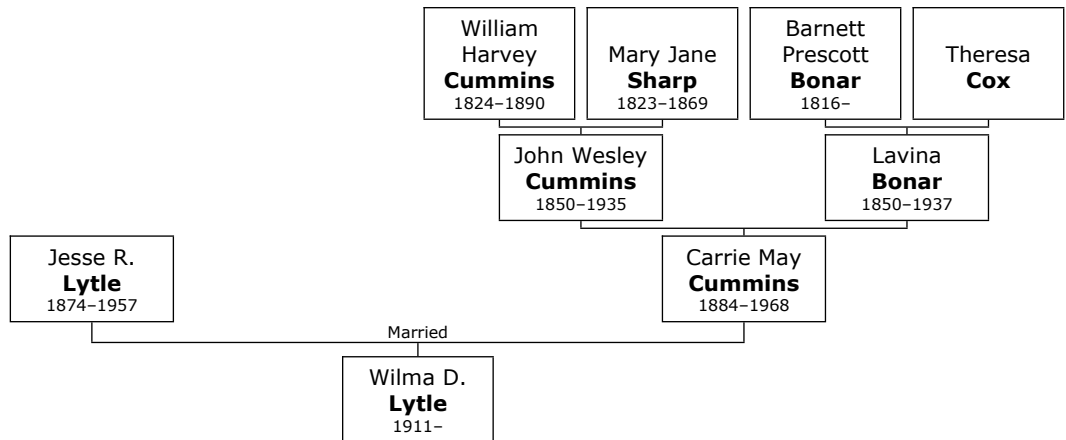 William
Harvey
Cummins
1824–1890
Mary Jane
Sharp
1823–1869
Barnett
Prescott
Bonar
1816–
Theresa
Cox
John Wesley
Cummins
1850–1935
Lavina
Bonar
1850–1937
Jesse R.
Lytle
1874–1957
Carrie May
Cummins
1884–1968
Married
Wilma D.
Lytle
1911–